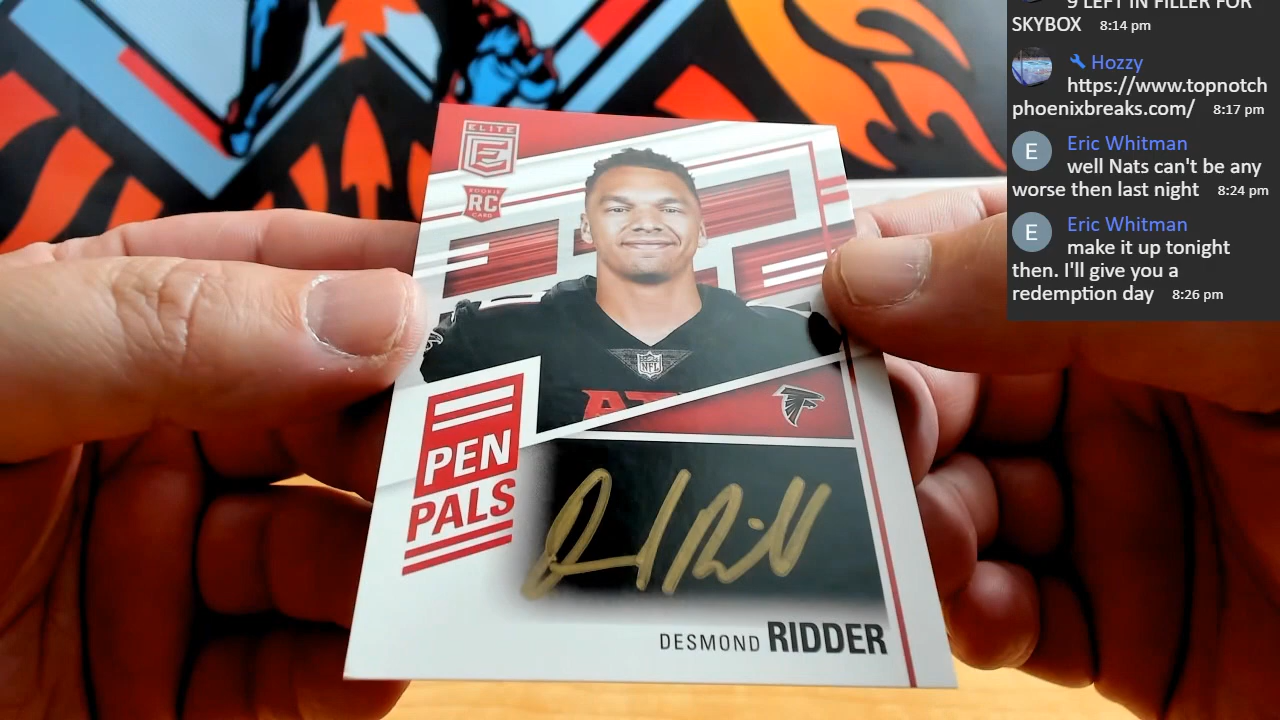 9 LEFT IN FILLER FOR
SKYBOX 8:14 pm
Hozzy
https://www.topnotch
phoenixbreaks.com/ 8:17 pm
E Eric Whitman
well Nats can't be any
worse then last night 8:24 pm
E Eric Whitman
make it up tonight
then. I'll give you a
redemption day 8:26 pm
ELITE
E
ROOKIE
RC
CARD
NFL
PEN
PALS
DESMOND RIDDER